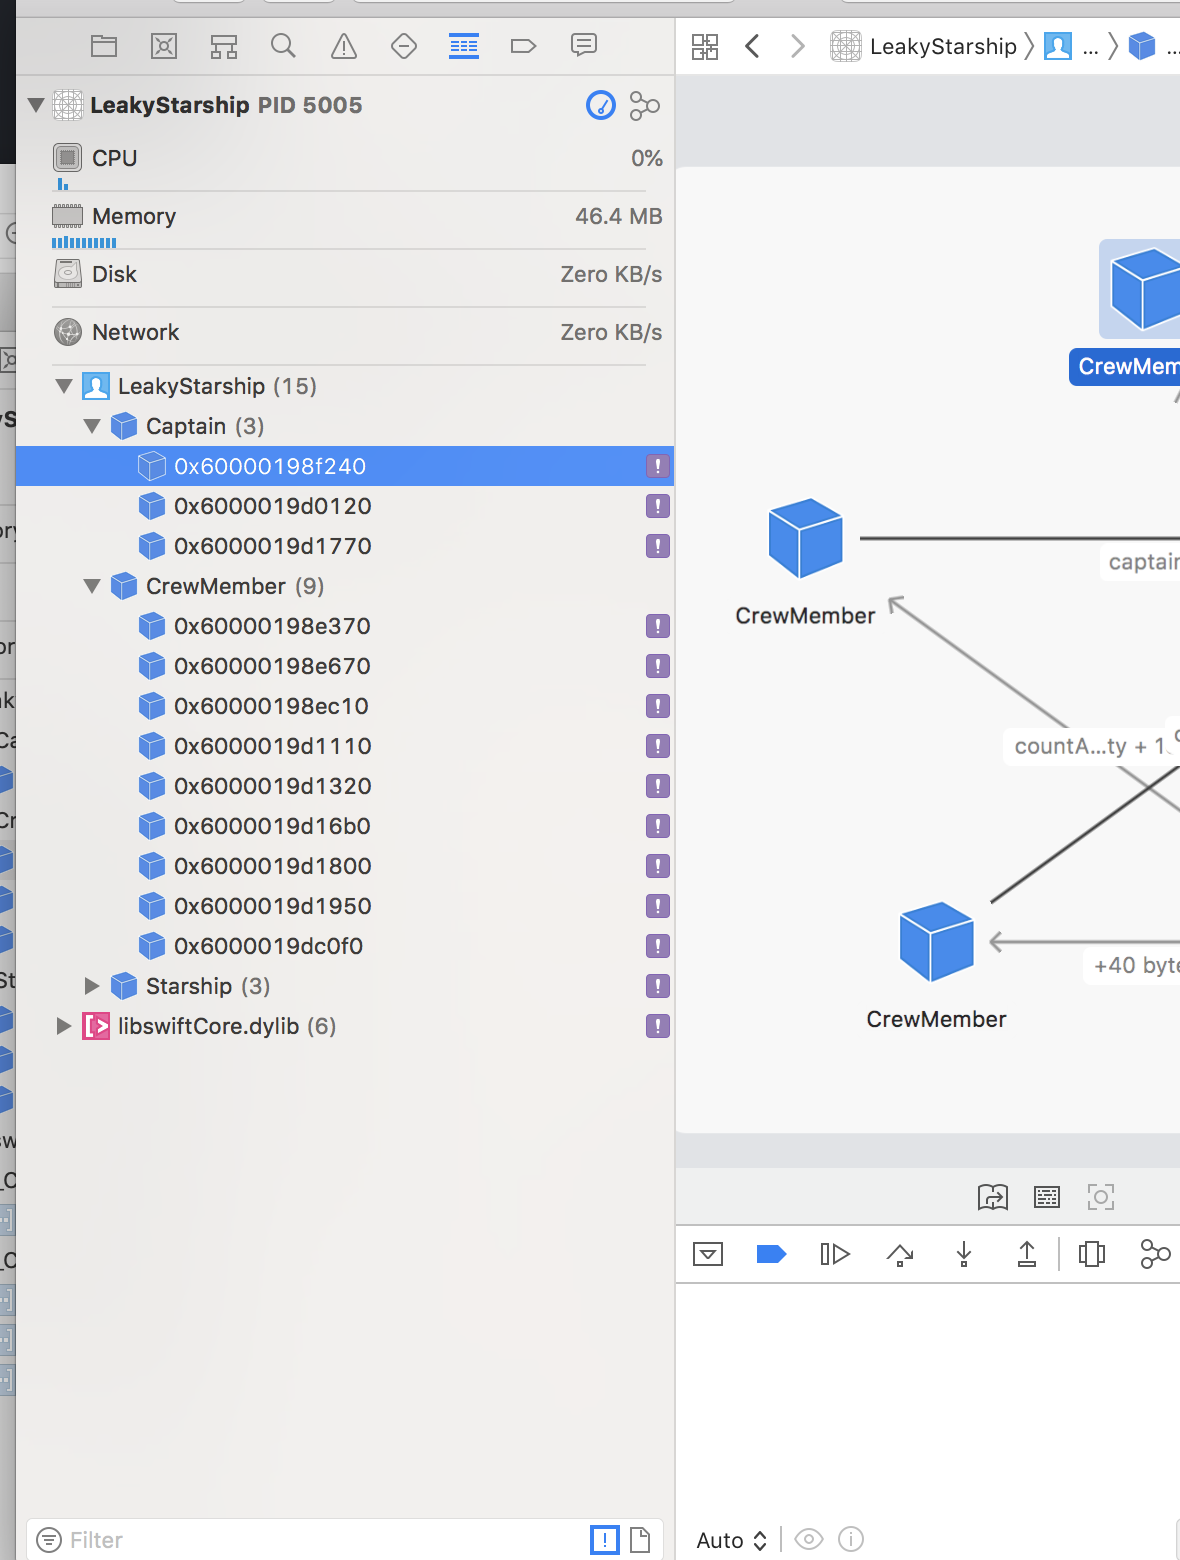 LeakyStarship PID 5005
CPU 0%
Memory 46.4 MB
Disk Zero KB/s
Network Zero KB/s
LeakyStarship (15)
Captain (3)
0x60000198f240
0x6000019d0120
0x6000019d1770
CrewMember (9)
0x60000198e370
0x60000198e670
0x60000198ec10
0x6000019d1110
0x6000019d1320
0x6000019d16b0
0x6000019d1800
0x6000019d1950
0x6000019dc0f0
Starship (3)
libswiftCore.dylib (6)
Filter
LeakyStarship ... ...
CrewMem
captain
CrewMember
countA...ty + 1
+40 byte
CrewMember
Auto